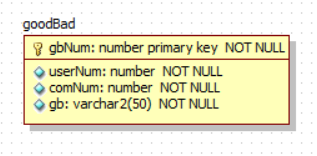 goodBad
gbNum: number primary key NOT NULL
userNum: number NOT NULL
comNum: number NOT NULL
gb: varchar2(50) NOT NULL